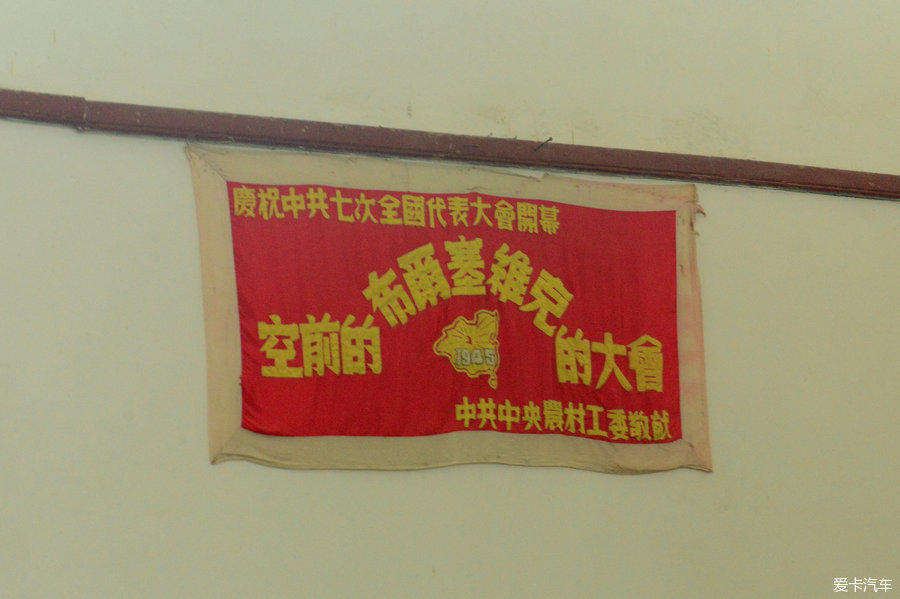 慶祝中共七次全國代表大會開幕
空前的布爾塞維克的大會
1945
中共中央農村工委敬献
爱卡汽车